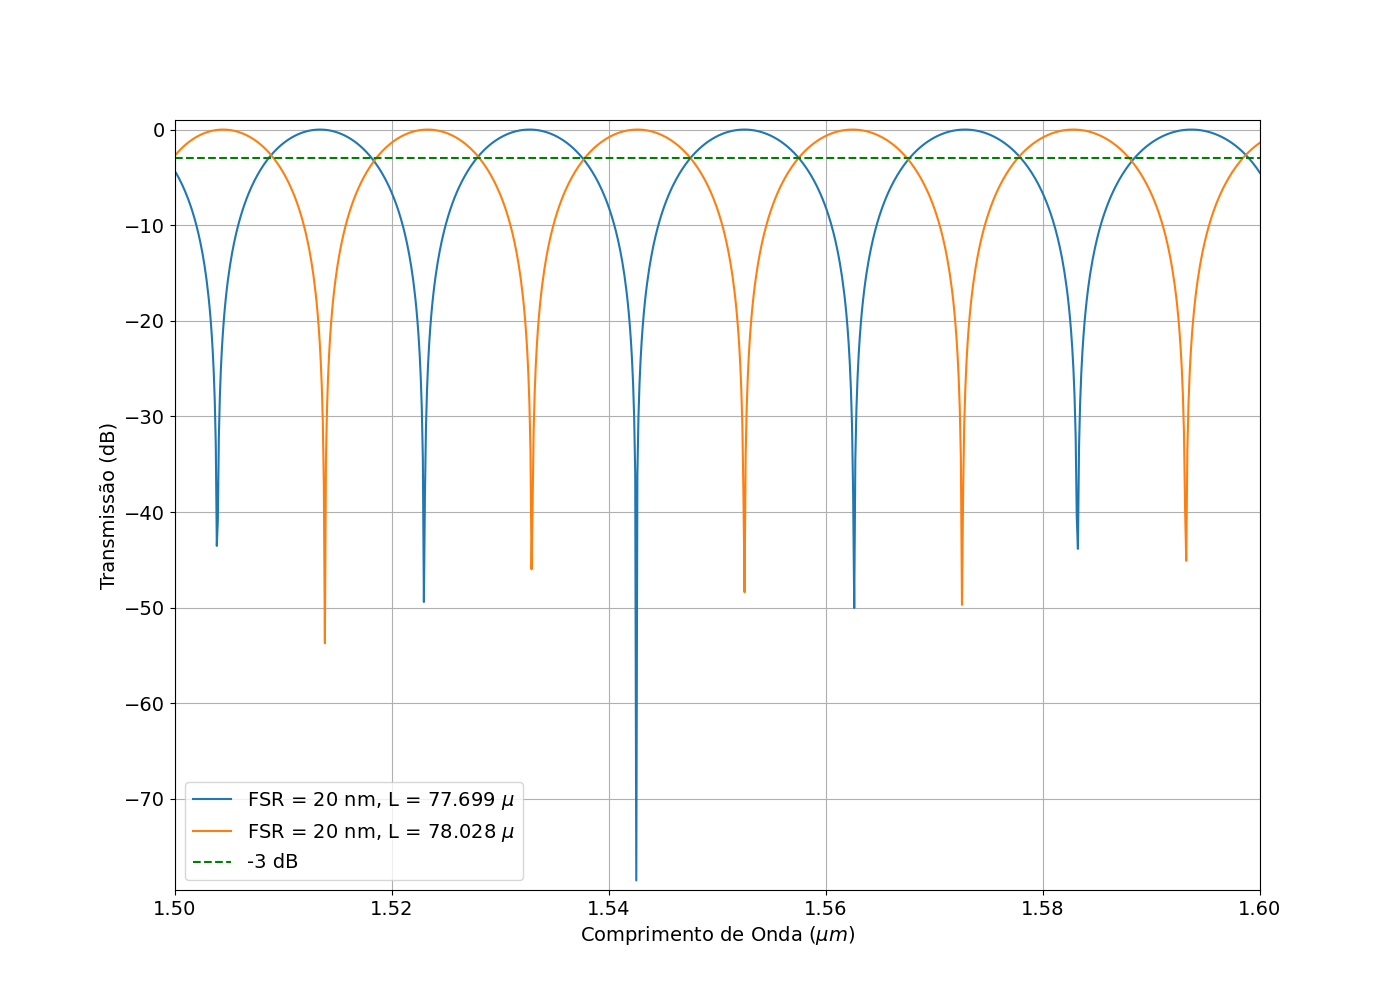 0
−10
−20
−30
−40
−50
−60
−70
Transmissão (dB)
FSR = 20 nm, L = 77.699 μ
FSR = 20 nm, L = 78.028 μ
-3 dB
1.50 1.52 1.54 1.56 1.58 1.60
Comprimento de Onda (μm)